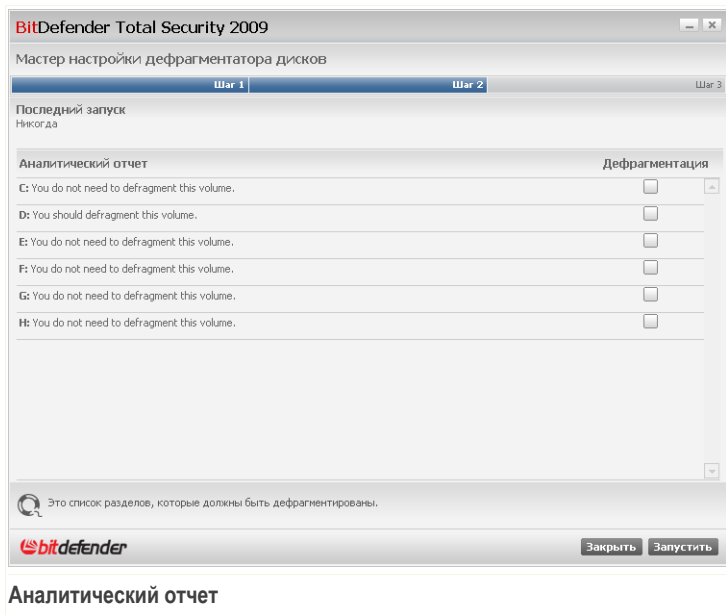 BitDefender Total Security 2009
Мастер настройки дефрагментатора дисков
Шаг 1 Шаг 2 Шаг 3
Последний запуск
Никогда
Аналитический отчет Дефрагментация
C: You do not need to defragment this volume.
D: You should defragment this volume.
E: You do not need to defragment this volume.
F: You do not need to defragment this volume.
G: You do not need to defragment this volume.
H: You do not need to defragment this volume.
Это список разделов, которые должны быть дефрагментированы.
bitdefender Закрыть Запустить
Аналитический отчет